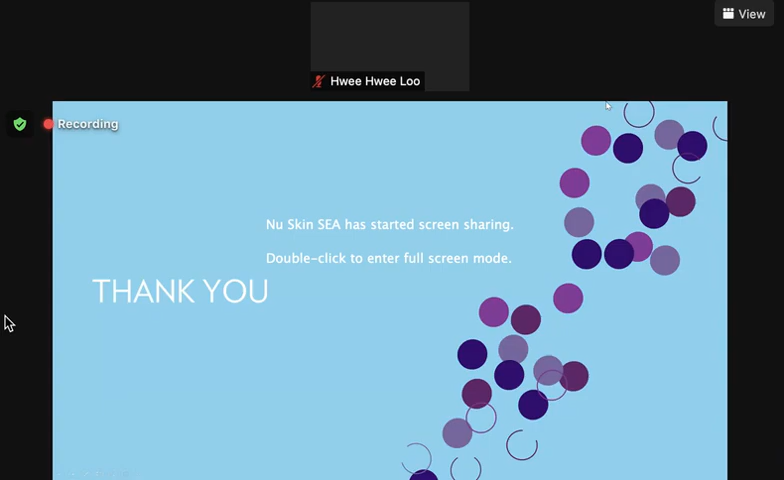 View
Hwee Hwee Loo
Recording
Nu Skin SEA has started screen sharing.
Double-click to enter full screen mode.
THANK YOU